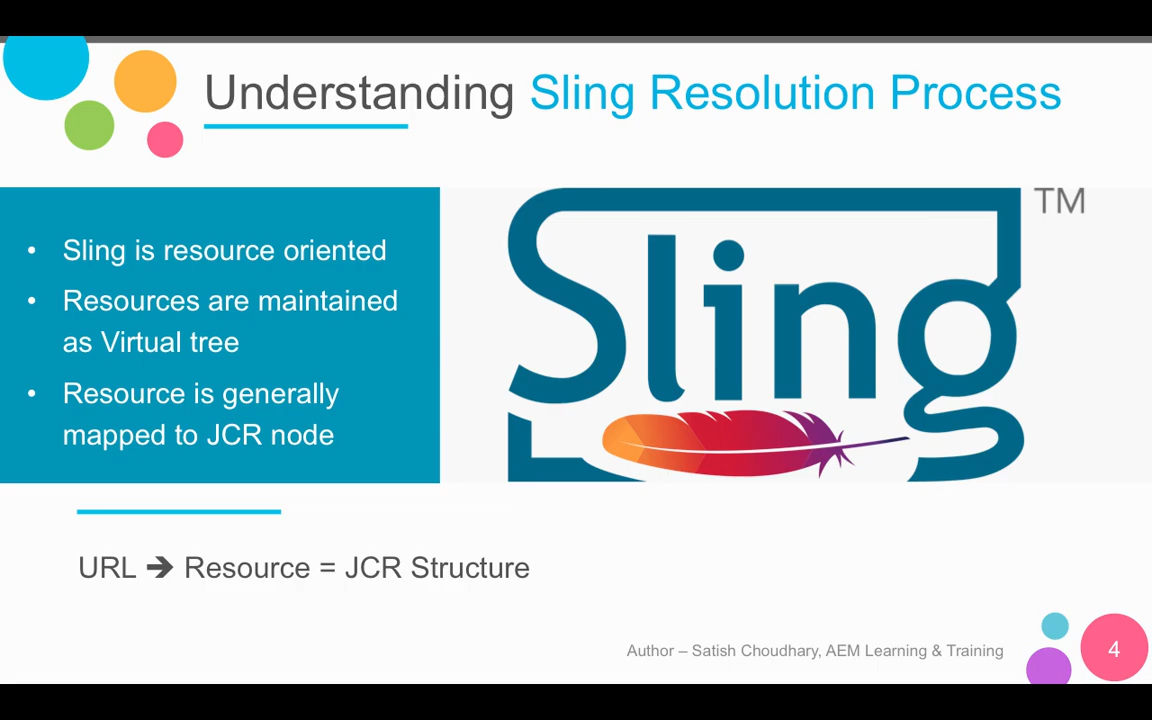 Understanding Sling Resolution Process
• Sling is resource oriented
• Resources are maintained
as Virtual tree
• Resource is generally
mapped to JCR node
Sling
TM
URL ➔ Resource = JCR Structure
Author – Satish Choudhary, AEM Learning & Training
4